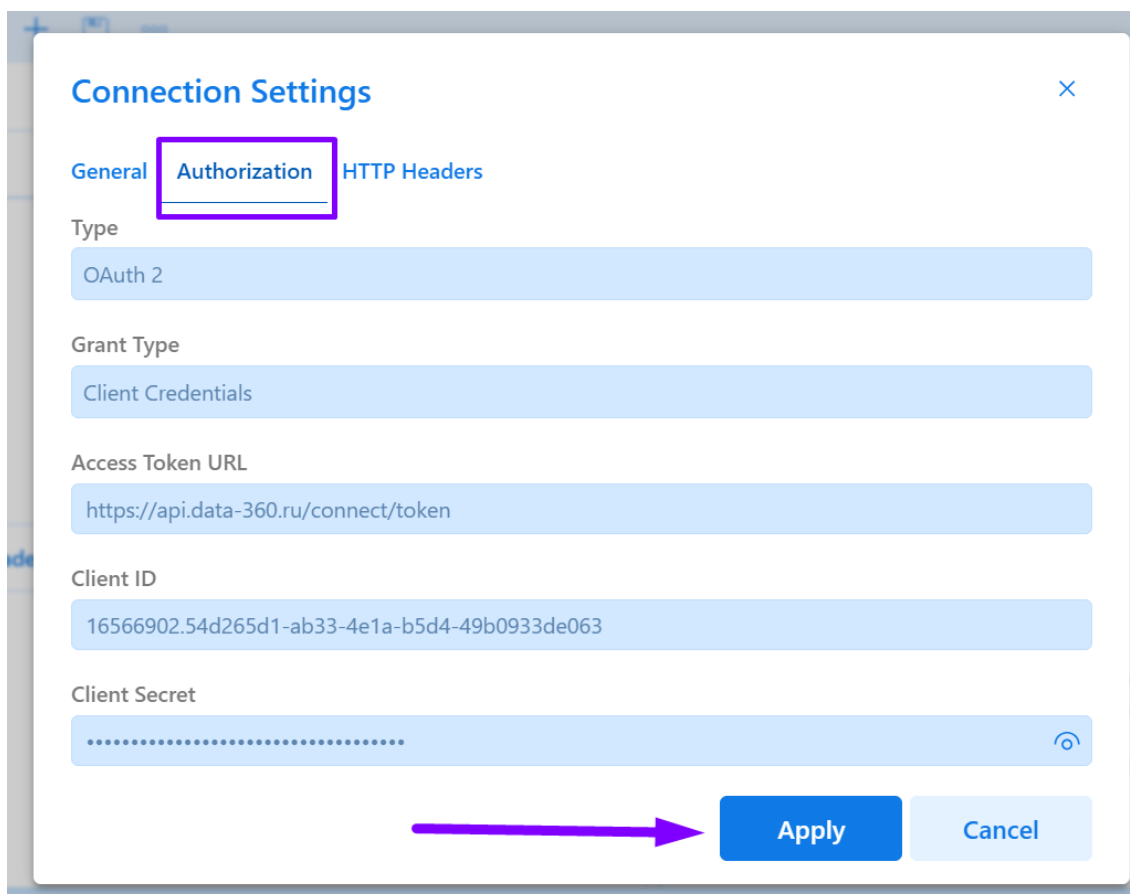 Connection Settings
General Authorization HTTP Headers
Type
OAuth 2
Grant Type
Client Credentials
Access Token URL
https://api.data-360.ru/connect/token
Client ID
16566902.54d265d1-ab33-4e1a-b5d4-49b0933de063
Client Secret
••••••••••••••••••••••••••••••••••••
Apply Cancel